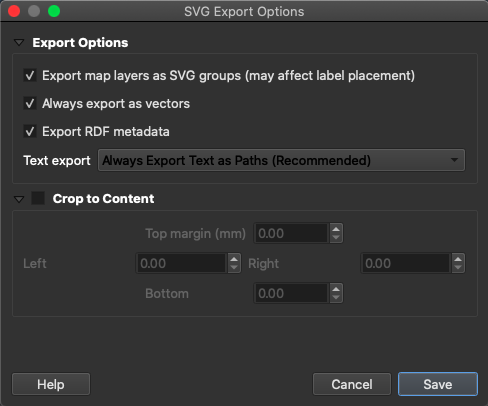 SVG Export Options
Export Options
Export map layers as SVG groups (may affect label placement)
Always export as vectors
Export RDF metadata
Text export Always Export Text as Paths (Recommended)
Crop to Content
Top margin (mm) 0.00
Left 0.00 Right 0.00
Bottom 0.00
Help Cancel Save